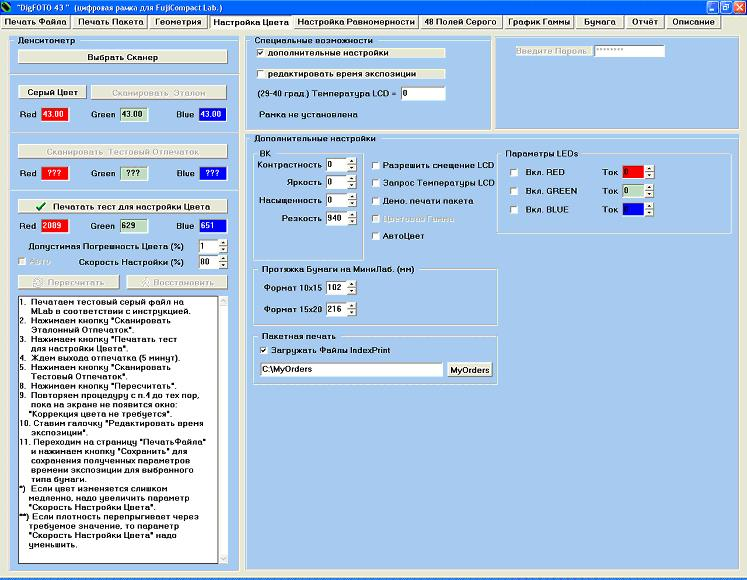 "DigFOTO 43" (цифровая рамка для FujiCompact Lab.)
Печать Файла
Печать Пакета
Геометрия
Настройка Цвета
Настройка Равномерности
48 Полей Серого
График Гаммы
Бумага
Отчёт
Описание
Денситометр
Выбрать Сканер
Серый Цвет
Сканировать Эталон
Red 43.00 Green 43.00 Blue 43.00
Сканировать Тестовый Отпечаток
Red ??? Green ??? Blue ???
Печатать тест для настройки Цвета
Red 2089 Green 629 Blue 651
Допустимая Погрешность Цвета (%) 1
Авто Скорость Настройки (%) 80
Пересчитать
Восстановить
1. Печатаем тестовый серый файл на
MLab в соответствии с инструкцией.
2. Нажимаем кнопку "Сканировать
Эталонный Отпечаток".
3. Нажимаем кнопку "Печатать тест
для настройки Цвета".
4. Ждем выхода отпечатка (5 минут).
5. Нажимаем кнопку "Сканировать
Тестовый Отпечаток".
8. Нажимаем кнопку "Пересчитать".
9. Повторяем процедуру с п.4 до тех пор,
пока на экране не появится окно:
"Коррекция цвета не требуется".
10. Ставим галочку "Редактировать время
экспозиции".
11. Переходим на страницу "ПечатьФайла"
и нажимаем кнопку "Сохранить" для
сохранения полученных параметров
времени экспозиции для выбранного
типа бумаги.
*) Если цвет изменяется слишком
медленно, надо увеличить параметр
"Скорость Настройки Цвета".
**) Если плотность перепрыгивает через
требуемое значение, то параметр
"Скорость Настройки Цвета" надо
уменьшить.
Специальные возможности
дополнительные настройки
редактировать время экспозиции
(29-40 град.) Температура LCD = 0
Рамка не установлена
Введите Пароль: ********
Дополнительные настройки
ВК
Контрастность 0
Яркость 0
Насыщенность 0
Резкость 940
Разрешить смещение LCD
Запрос Температуры LCD
Демо. печати пакета
Цветовая Гамма
АвтоЦвет
Параметры LEDs
Вкл. RED Ток 0
Вкл. GREEN Ток 0
Вкл. BLUE Ток 0
Протяжка Бумаги на МиниЛаб. (мм)
Формат 10x15 102
Формат 15x20 216
Пакетная печать
Загружать Файлы IndexPrint
C:\MyOrders
MyOrders